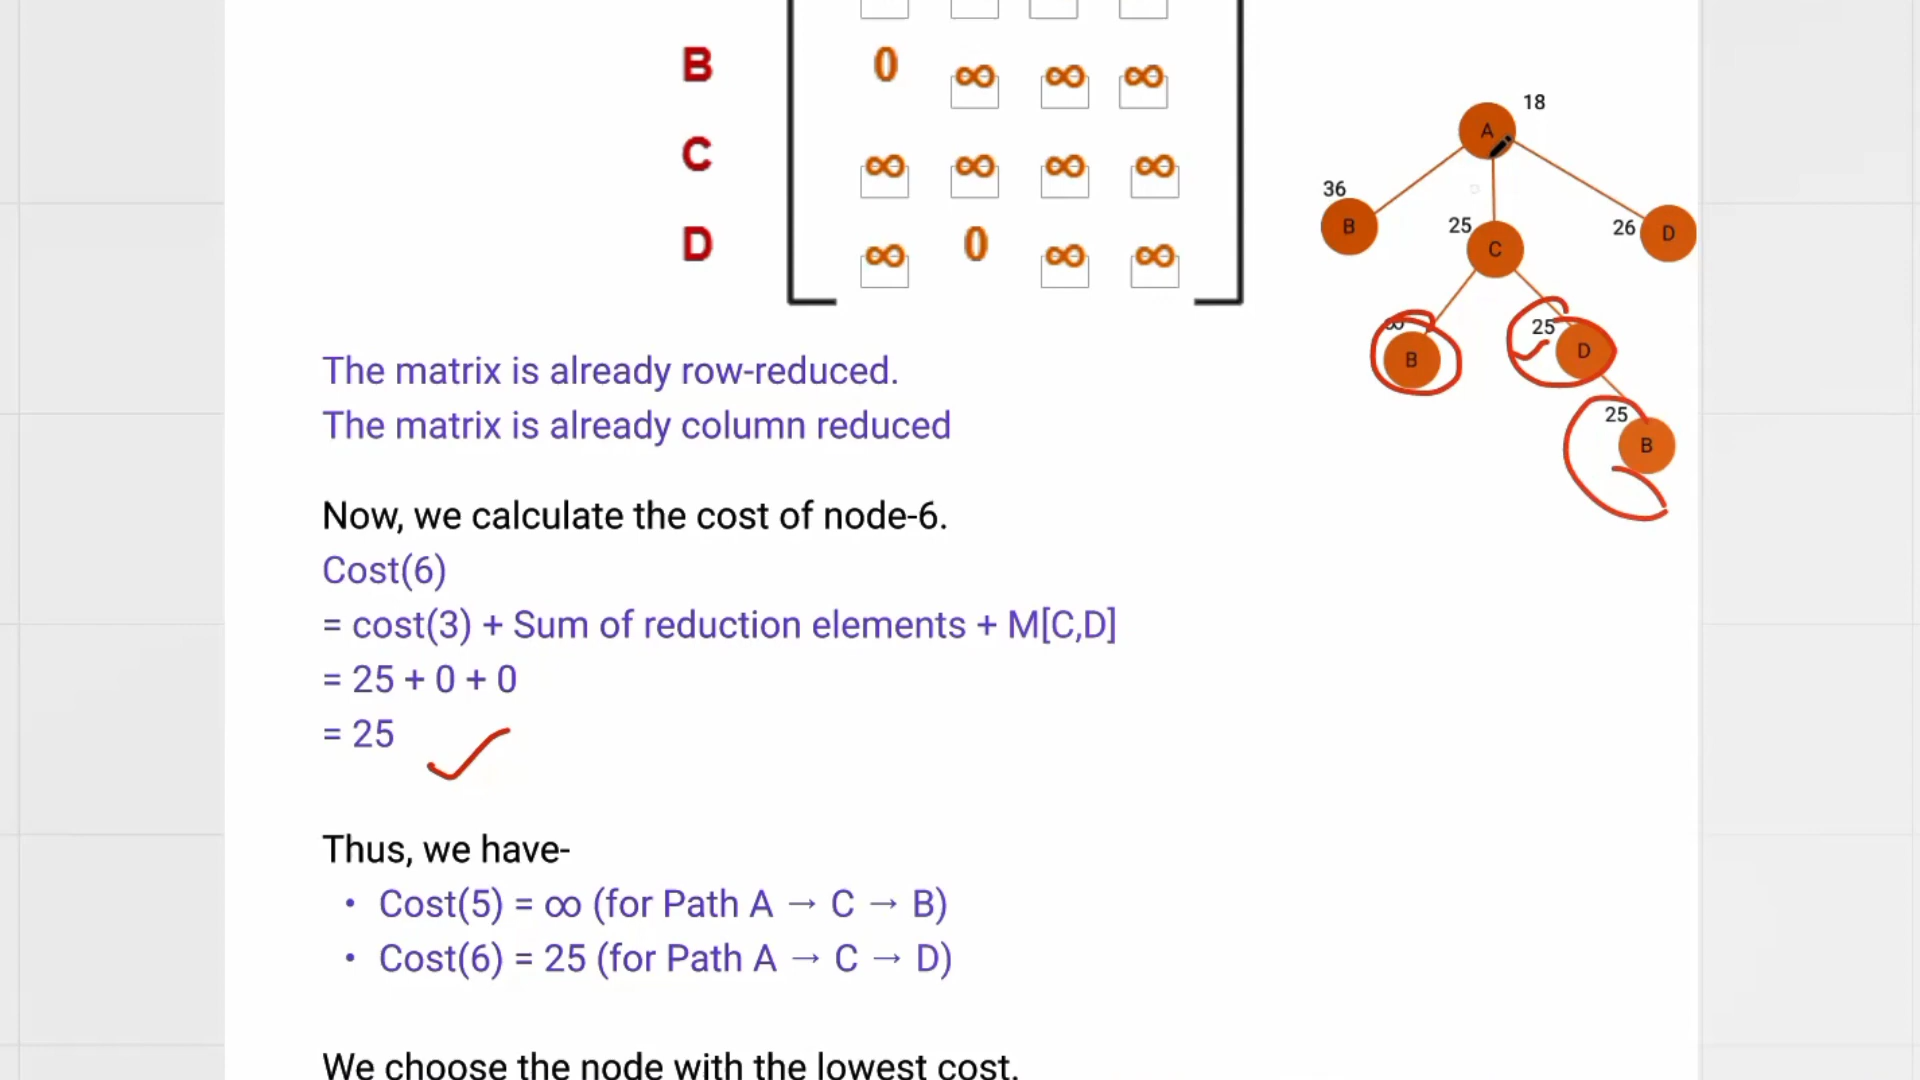 B 0 ∞ ∞ ∞
C ∞ ∞ ∞ ∞
D ∞ 0 ∞ ∞
18
A
36
B
25
C
26
D
∞
B
25
D
25
B
The matrix is already row-reduced.
The matrix is already column reduced
Now, we calculate the cost of node-6.
Cost(6)
= cost(3) + Sum of reduction elements + M[C,D]
= 25 + 0 + 0
= 25
Thus, we have-
• Cost(5) = ∞ (for Path A → C → B)
• Cost(6) = 25 (for Path A → C → D)
We choose the node with the lowest cost.